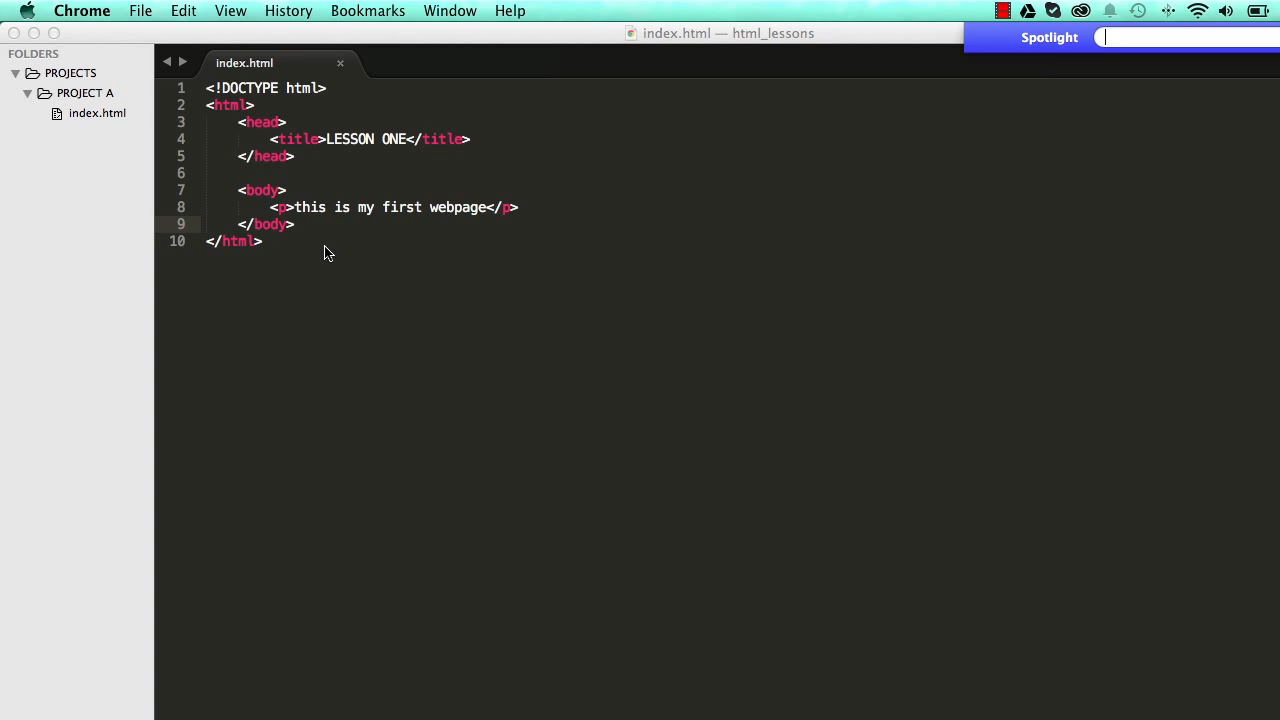 Chrome File Edit View History Bookmarks Window Help
index.html — html_lessons
Spotlight
FOLDERS
PROJECTS
PROJECT A
index.html
index.html
1 <!DOCTYPE html>
2 <html>
3 <head>
4 <title>LESSON ONE</title>
5 </head>
6
7 <body>
8 <p>this is my first webpage</p>
9 </body>
10 </html>